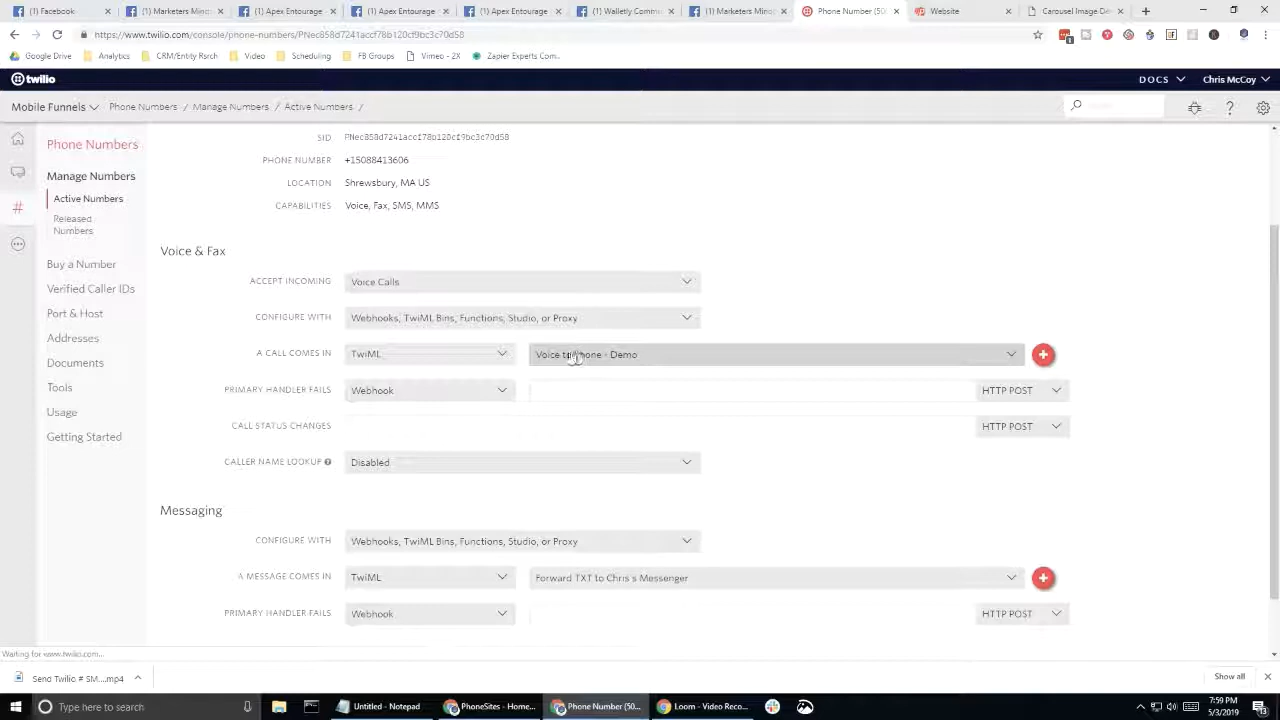 (1) Facebook
(1) Marketers Mind
(1) Apex Entourage
(1) Apex Entourage
(1) Apex Entourage
(1) Walletly Commu
(1) Marketers Mind
Phone Number (50
Website
Carousel Image De
https://www.twilio.com/console/phone-numbers/PNec858d7241accf78b120cf9bc3c70d58
Google Drive
Analytics
CRM/Entity Rsrch
Video
Scheduling
FB Groups
Vimeo - 2X
Zapier Experts Com...
twilio
DOCS
Chris McCoy
Mobile Funnels
Phone Numbers / Manage Numbers / Active Numbers /
Phone Numbers
Manage Numbers
Active Numbers
Released
Numbers
Buy a Number
Verified Caller IDs
Port & Host
Addresses
Documents
Tools
Usage
Getting Started
SID PNec858d7241accf78b120cf9bc3c70d58
PHONE NUMBER +15088413606
LOCATION Shrewsbury, MA US
CAPABILITIES Voice, Fax, SMS, MMS
Voice & Fax
ACCEPT INCOMING Voice Calls
CONFIGURE WITH Webhooks, TwiML Bins, Functions, Studio, or Proxy
A CALL COMES IN TwiML Voice to Phone - Demo
PRIMARY HANDLER FAILS Webhook HTTP POST
CALL STATUS CHANGES HTTP POST
CALLER NAME LOOKUP Disabled
Messaging
CONFIGURE WITH Webhooks, TwiML Bins, Functions, Studio, or Proxy
A MESSAGE COMES IN TwiML Forward TXT to Chris's Messenger
PRIMARY HANDLER FAILS Webhook HTTP POST
Waiting for www.twilio.com...
Send Twilio # SM....mp4
Show all
Type here to search
Untitled - Notepad
PhoneSites - Home...
Phone Number (50...
Loom - Video Reco...
7:59 PM
5/3/2019